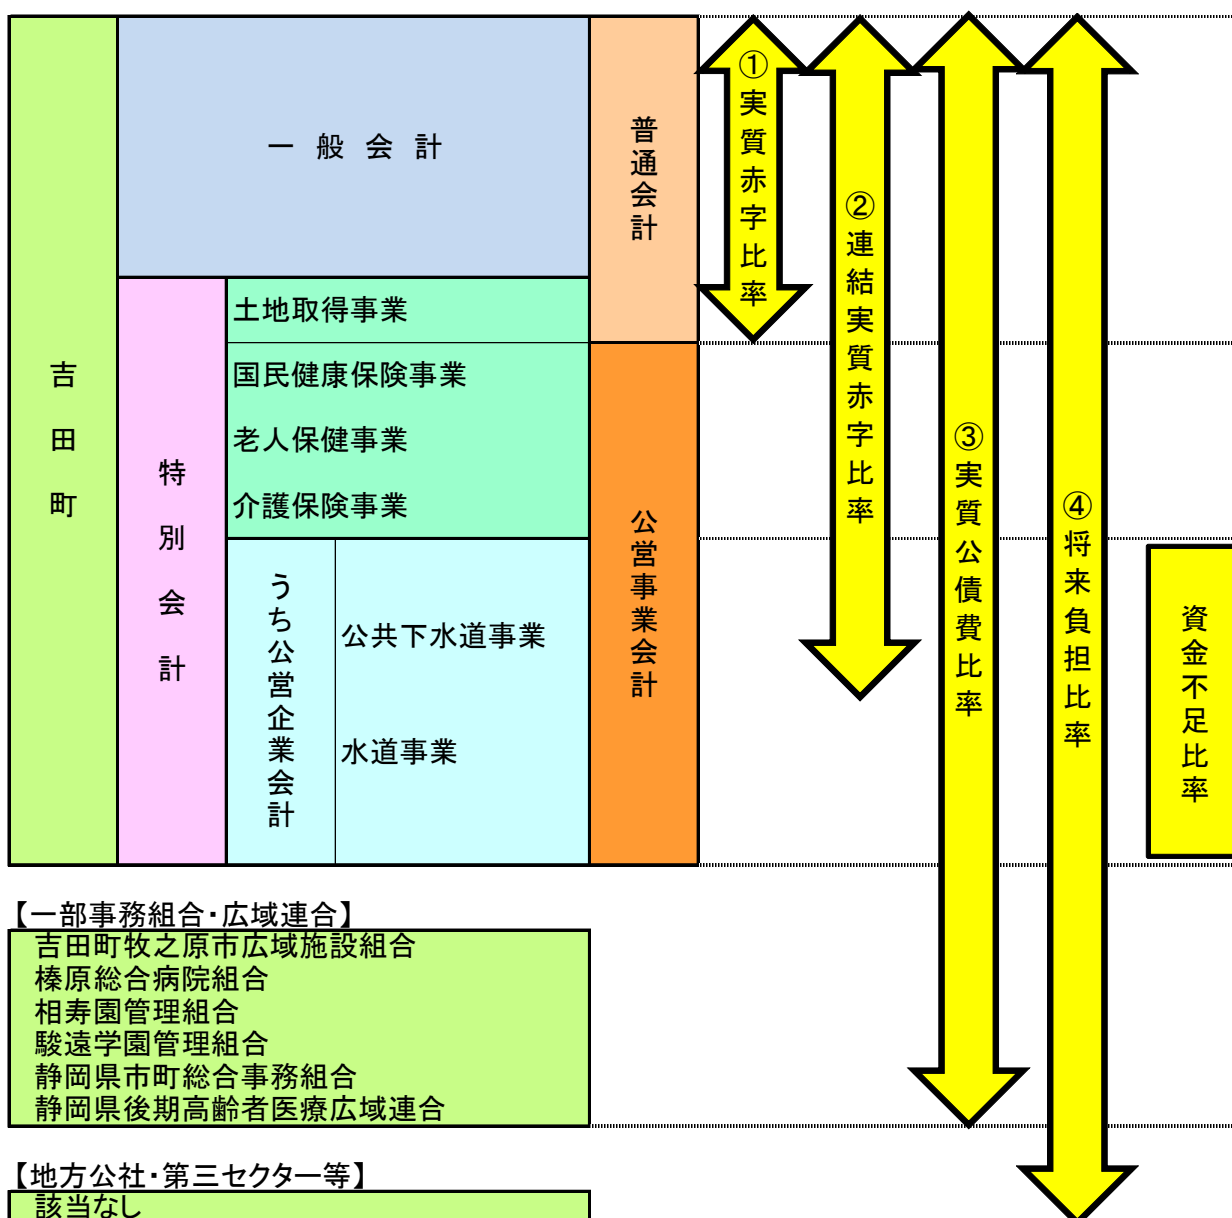 吉田町
一般会計
普通会計
特別会計
土地取得事業
国民健康保険事業
老人保健事業
介護保険事業
うち公営企業会計
公共下水道事業
水道事業
公営事業会計
①実質赤字比率
②連結実質赤字比率
③実質公債費比率
④将来負担比率
資金不足比率
【一部事務組合・広域連合】
吉田町牧之原市広域施設組合
榛原総合病院組合
相寿園管理組合
駿遠学園管理組合
静岡県市町総合事務組合
静岡県後期高齢者医療広域連合
【地方公社・第三セクター等】
該当なし